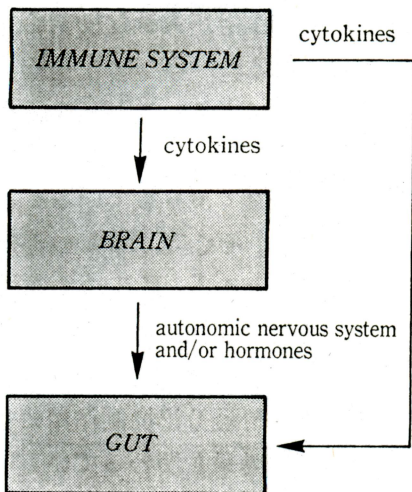 cytokines
IMMUNE SYSTEM
cytokines
BRAIN
autonomic nervous system
and/or hormones
GUT